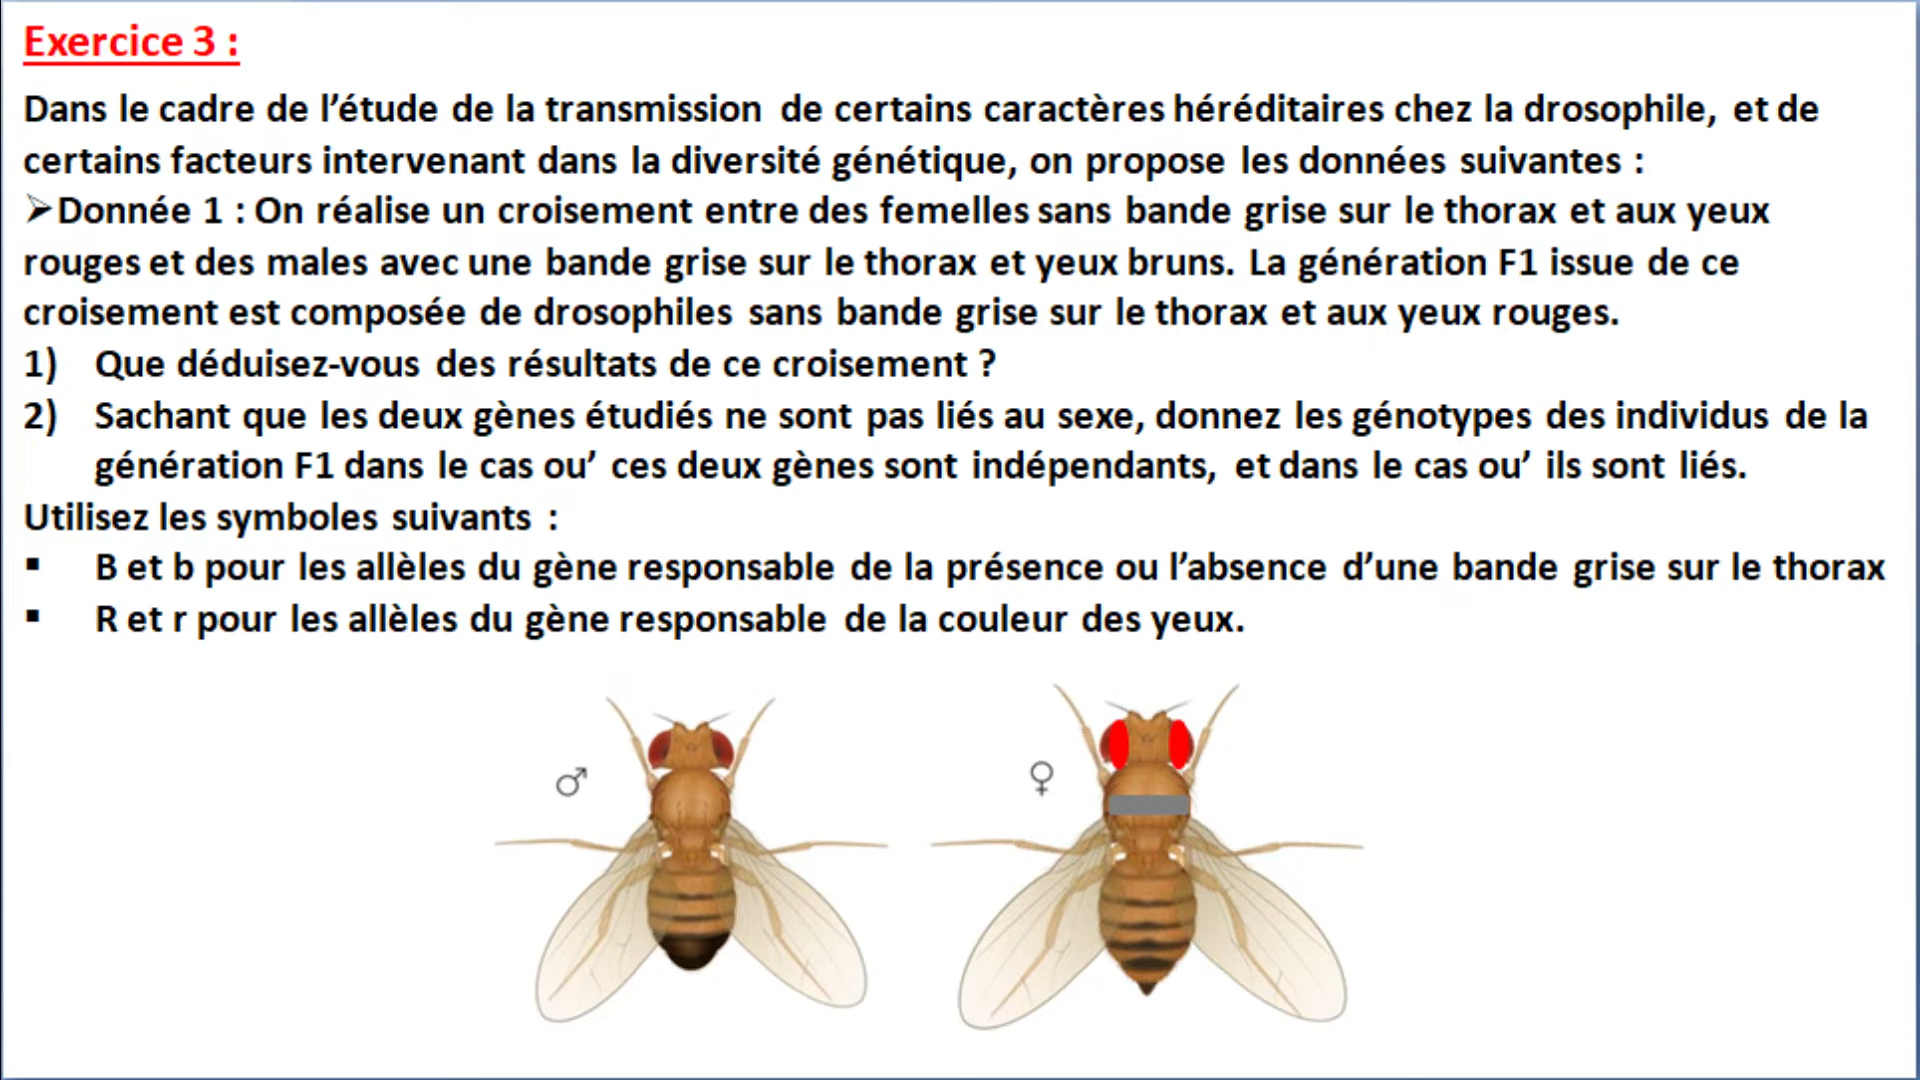 Exercice 3 :
Dans le cadre de l’étude de la transmission de certains caractères héréditaires chez la drosophile, et de
certains facteurs intervenant dans la diversité génétique, on propose les données suivantes :
➢Donnée 1 : On réalise un croisement entre des femelles sans bande grise sur le thorax et aux yeux
rouges et des males avec une bande grise sur le thorax et yeux bruns. La génération F1 issue de ce
croisement est composée de drosophiles sans bande grise sur le thorax et aux yeux rouges.
1) Que déduisez-vous des résultats de ce croisement ?
2) Sachant que les deux gènes étudiés ne sont pas liés au sexe, donnez les génotypes des individus de la
génération F1 dans le cas ou’ ces deux gènes sont indépendants, et dans le cas ou’ ils sont liés.
Utilisez les symboles suivants :
▪ B et b pour les allèles du gène responsable de la présence ou l’absence d’une bande grise sur le thorax
▪ R et r pour les allèles du gène responsable de la couleur des yeux.
♂ ♀